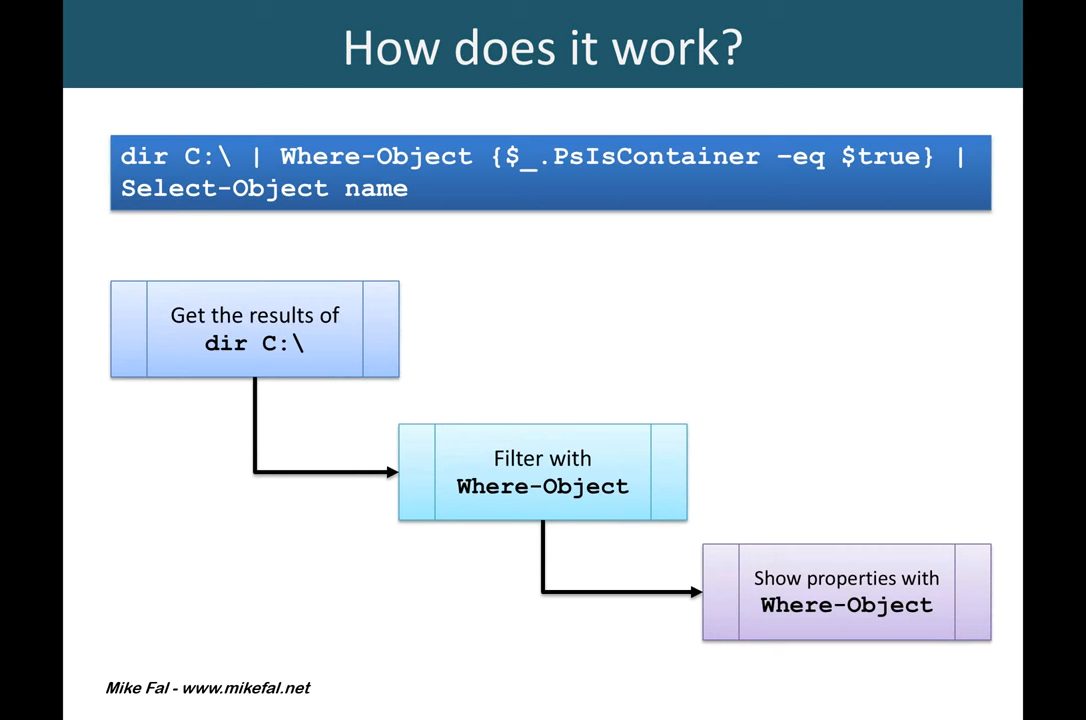 How does it work?
dir C:\ | Where-Object {$_.PsIsContainer –eq $true} |
Select-Object name
Get the results of
dir C:\
Filter with
Where-Object
Show properties with
Where-Object
Mike Fal - www.mikefal.net